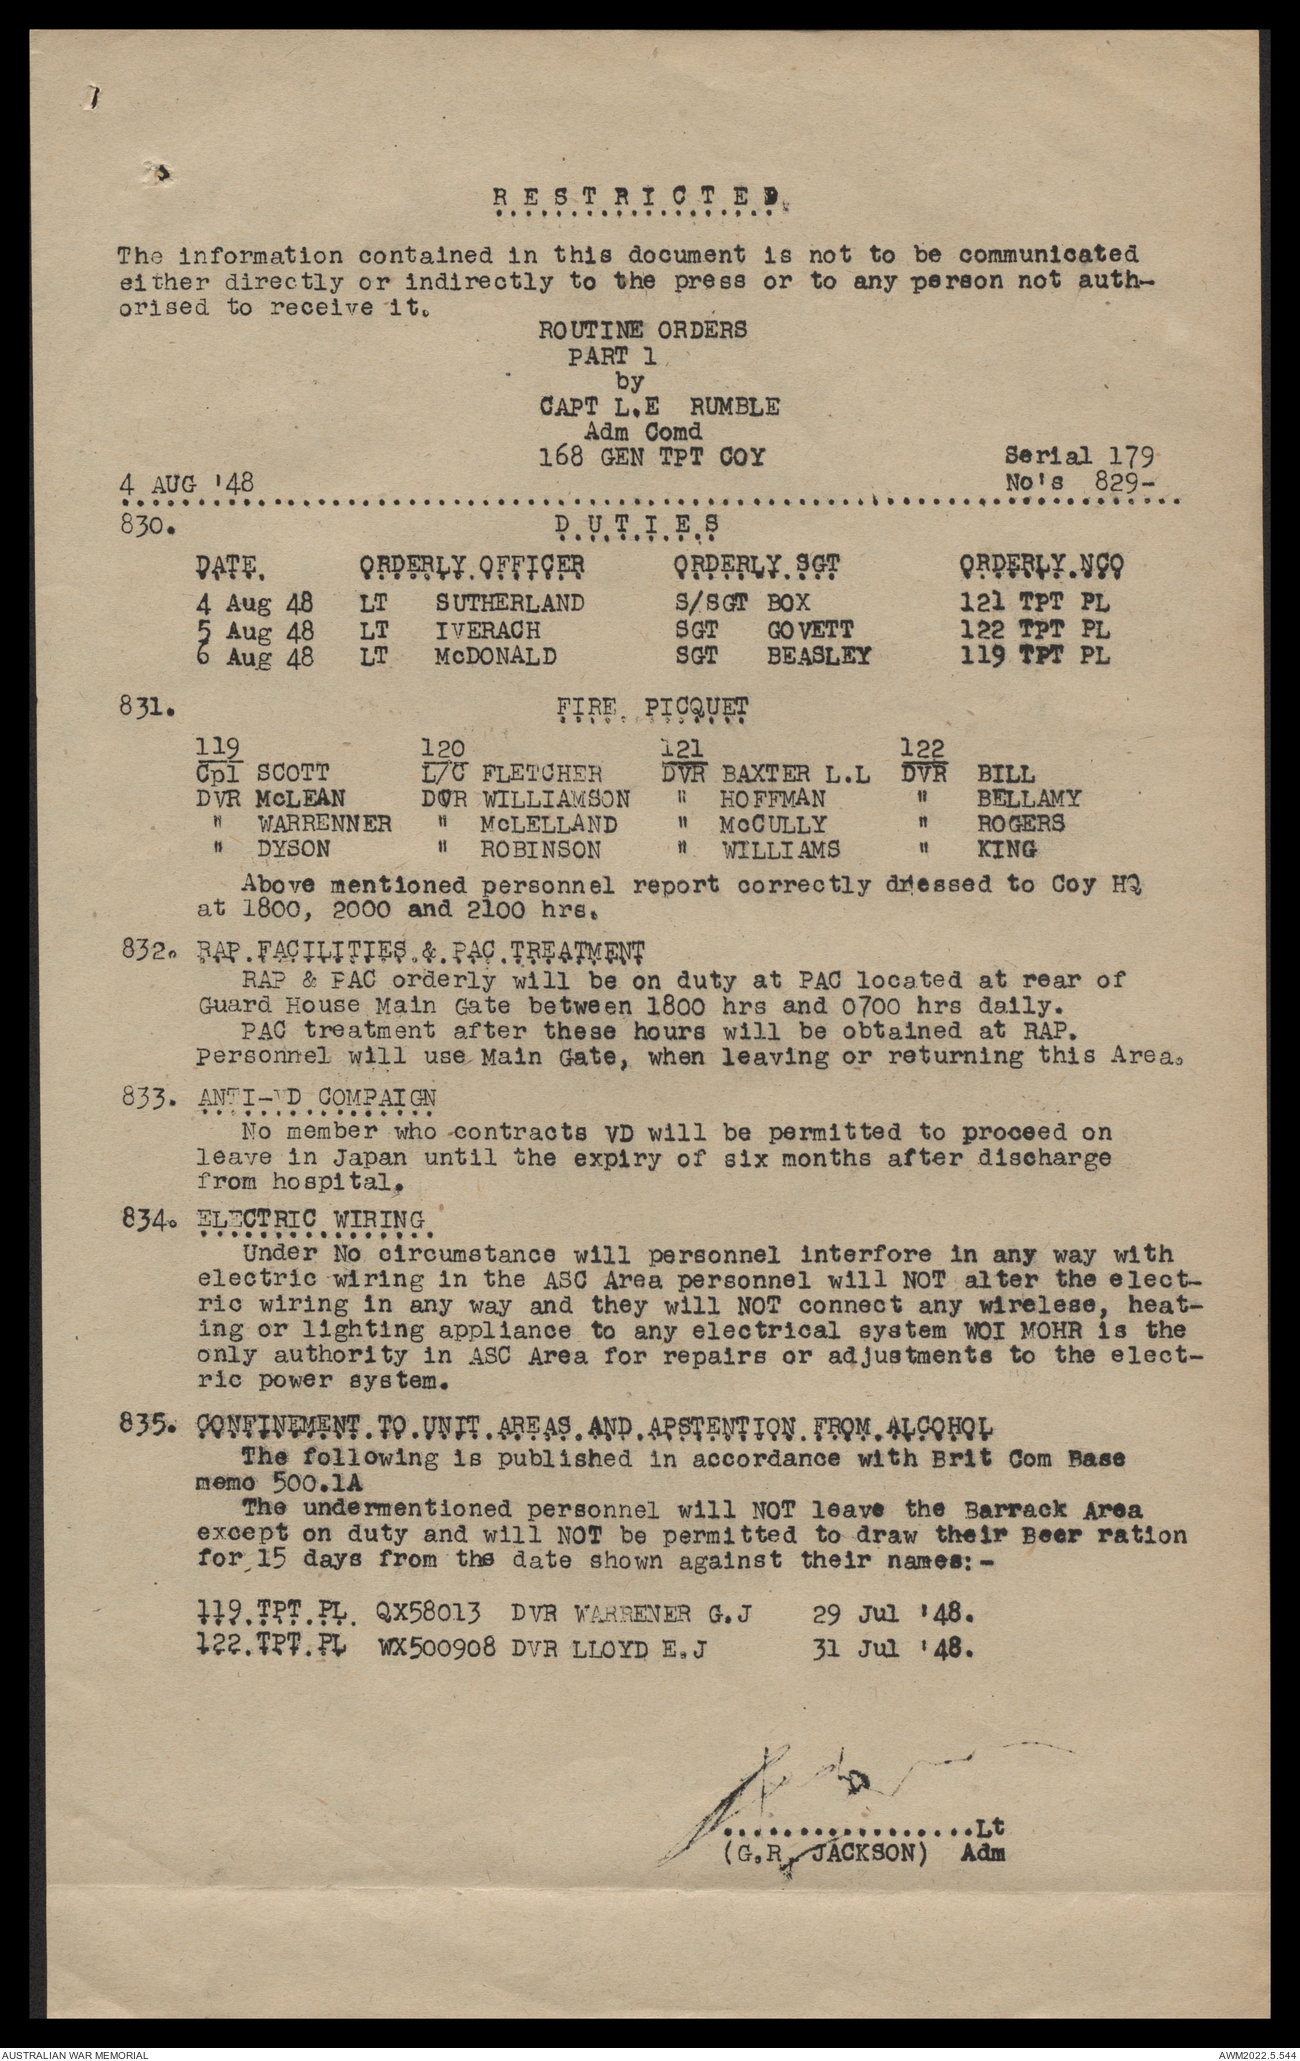 R E S T R I C T E D.
The information contained in this document is not to be communicated
either directly or indirectly to the press or to any person not auth-
orised to receive it.
ROUTINE ORDERS
PART 1
by
CAPT L.E RUMBLE
Adm Comd
168 GEN TPT COY Serial 179
4 AUG '48 No's 829-
830. D U T I E S
DATE. ORDERLY OFFICER ORDERLY SGT ORDERLY NCO
4 Aug 48 LT SUTHERLAND S/SGT BOX 121 TPT PL
5 Aug 48 LT IVERACH SGT GOVETT 122 TPT PL
6 Aug 48 LT McDONALD SGT BEASLEY 119 TPT PL
831. FIRE PICQUET
119 120 121 122
Cpl SCOTT L/C FLETCHER DVR BAXTER L.L DVR BILL
DVR McLEAN DVR WILLIAMSON " HOFFMAN " BELLAMY
" WARRENNER " McLELLAND " McCULLY " ROGERS
" DYSON " ROBINSON " WILLIAMS " KING
Above mentioned personnel report correctly dressed to Coy HQ
at 1800, 2000 and 2100 hrs.
832. RAP FACILITIES & PAC TREATMENT
RAP & PAC orderly will be on duty at PAC located at rear of
Guard House Main Gate between 1800 hrs and 0700 hrs daily.
PAC treatment after these hours will be obtained at RAP.
Personnel will use Main Gate, when leaving or returning this Area.
833. ANTI-VD COMPAIGN
No member who contracts VD will be permitted to proceed on
leave in Japan until the expiry of six months after discharge
from hospital.
834. ELECTRIC WIRING
Under No circumstance will personnel interfore in any way with
electric wiring in the ASC Area personnel will NOT alter the elect-
ric wiring in any way and they will NOT connect any wirelese, heat-
ing or lighting appliance to any electrical system WOI MOHR is the
only authority in ASC Area for repairs or adjustments to the elect-
ric power system.
835. CONFINEMENT TO UNIT AREAS AND APSTENTION FROM ALCOHOL
The following is published in accordance with Brit Com Base
memo 500.1A
The undermentioned personnel will NOT leave the Barrack Area
except on duty and will NOT be permitted to draw their Beer ration
for 15 days from the date shown against their names:-
119 TPT PL. QX58013 DVR WARRENER G.J 29 Jul '48.
122 TPT PL WX500908 DVR LLOYD E.J 31 Jul '48.
.................Lt
(G.R. JACKSON) Adm
AUSTRALIAN WAR MEMORIAL AWM2022.5.544